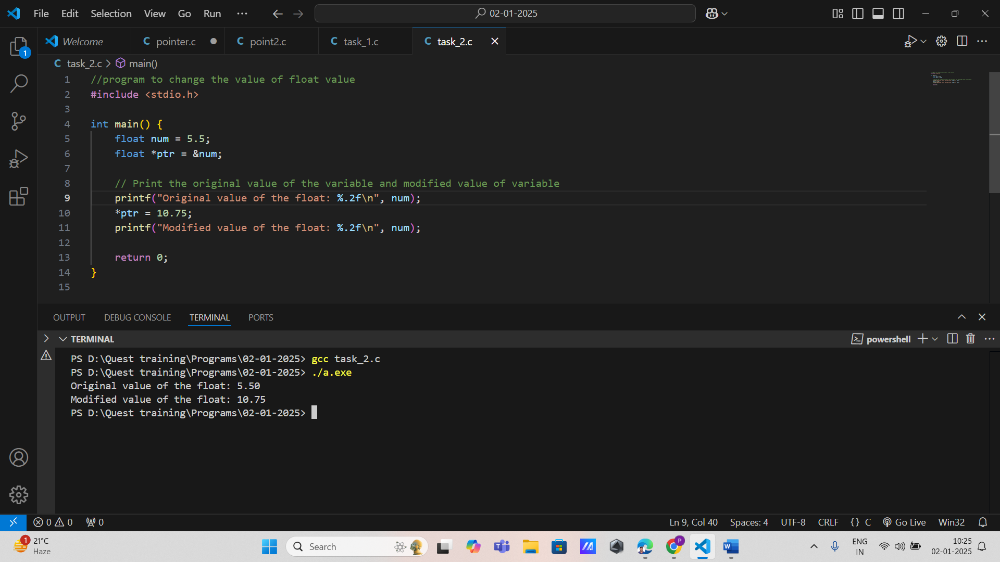 File Edit Selection View Go Run ··· 02-01-2025
Welcome C pointer.c C point2.c C task_1.c C task_2.c
C task_2.c > main()
1 //program to change the value of float value
2 #include <stdio.h>
3
4 int main() {
5 float num = 5.5;
6 float *ptr = &num;
7
8 // Print the original value of the variable and modified value of variable
9 printf("Original value of the float: %.2f\n", num);
10 *ptr = 10.75;
11 printf("Modified value of the float: %.2f\n", num);
12
13 return 0;
14 }
15
1
OUTPUT DEBUG CONSOLE TERMINAL PORTS
TERMINAL powershell
PS D:\Quest training\Programs\02-01-2025> gcc task_2.c
PS D:\Quest training\Programs\02-01-2025> ./a.exe
Original value of the float: 5.50
Modified value of the float: 10.75
PS D:\Quest training\Programs\02-01-2025>
0 0 0 Ln 9, Col 40 Spaces: 4 UTF-8 CRLF {} C Go Live Win32
1 21°C Haze
Search
P
ENG IN
10:25
02-01-2025